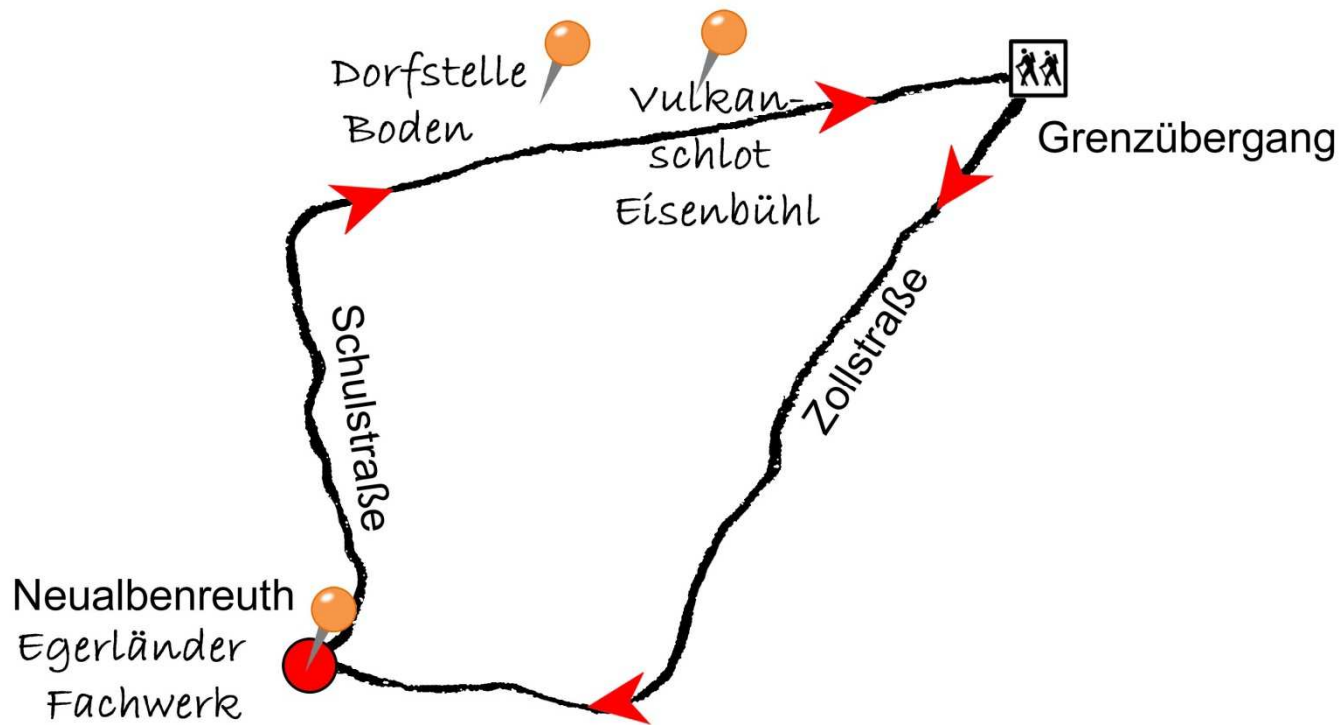 Dorfstelle
Boden
Vulkan-
schlot
Eisenbühl
Grenzübergang
Schulstraße
Zollstraße
Neualbenreuth
Egerländer
Fachwerk